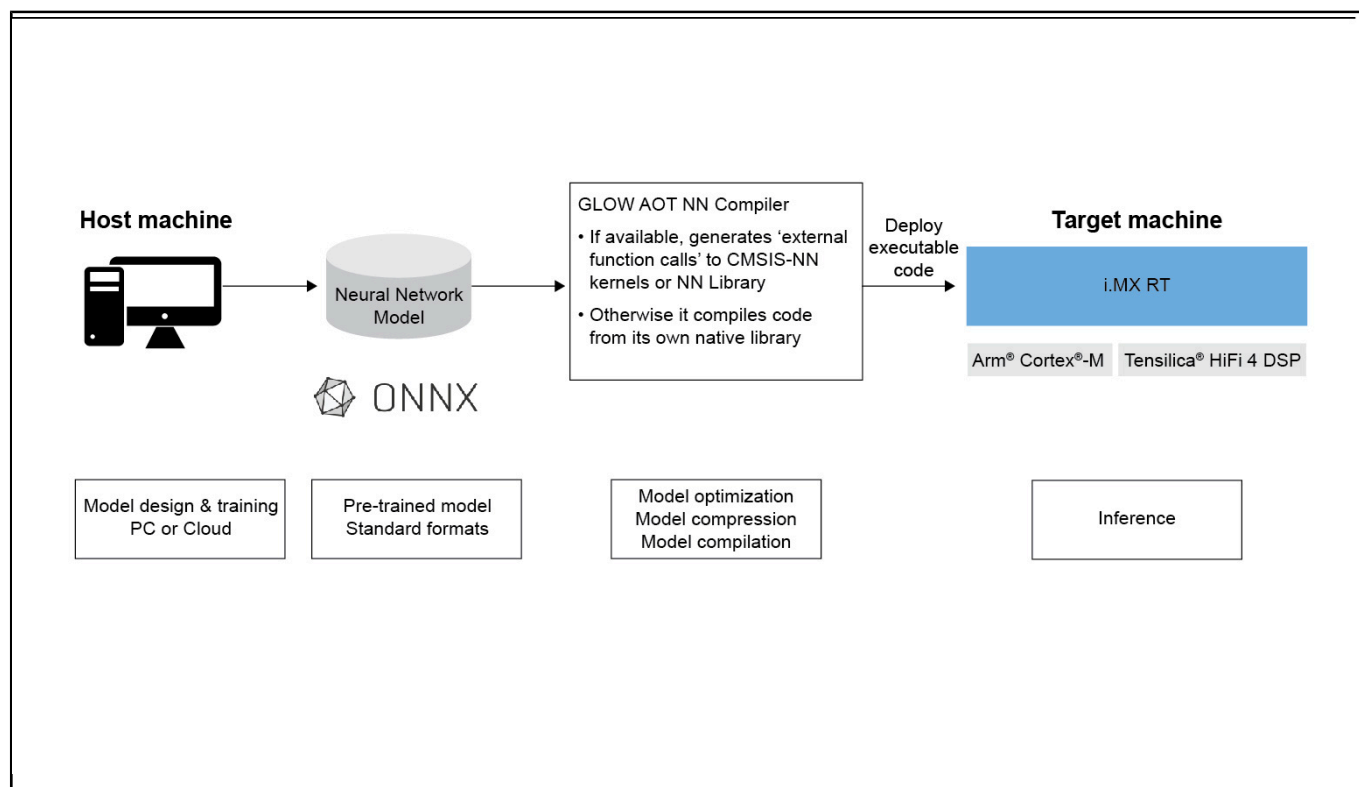 Host machine
Neural Network
Model
ONNX
GLOW AOT NN Compiler
• If available, generates ‘external
function calls’ to CMSIS-NN
kernels or NN Library
• Otherwise it compiles code
from its own native library
Deploy
executable
code
Target machine
i.MX RT
Arm® Cortex®-M
Tensilica® HiFi 4 DSP
Model design & training
PC or Cloud
Pre-trained model
Standard formats
Model optimization
Model compression
Model compilation
Inference